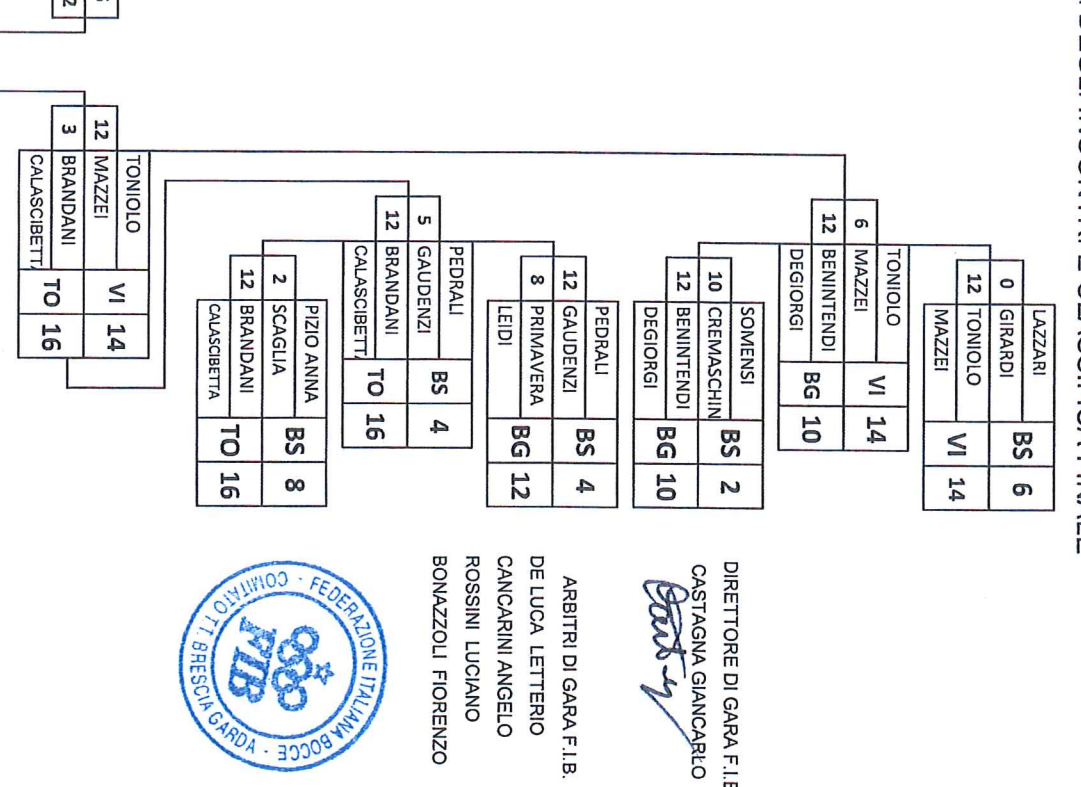 LAZZARI
0 GIRARDI BS 6
12 TONIOLO VI 14
MAZZEI
TONIOLO
6 MAZZEI VI 14
12 BENINTENDI BG 10
DEGIORGI
SOMENSI
10 CREMASCHIN BS 2
12 BENINTENDI BG 10
DEGIORGI
DIRETTORE DI GARA F.I.B
CASTAGNA GIANCARLO
PEDRALI
12 GAUDENZI BS 4
8 PRIMAVERA BG 12
LEIDI
ARBITRI DI GARA F.I.B.
DE LUCA LETTERIO
CANCARINI ANGELO
ROSSINI LUCIANO
BONAZZOLI FIORENZO
PEDRALI
5 GAUDENZI BS 4
12 BRANDANI TO 16
CALASCIBETT
PIZIO ANNA
2 SCAGLIA BS 8
12 BRANDANI TO 16
CALASCIBETTA
FEDERAZIONE ITALIANA BOCCE
COMITATO T.T. BRESCIA GARDA
FIB
TONIOLO
12 MAZZEI VI 14
3 BRANDANI TO 16
CALASCIBETT